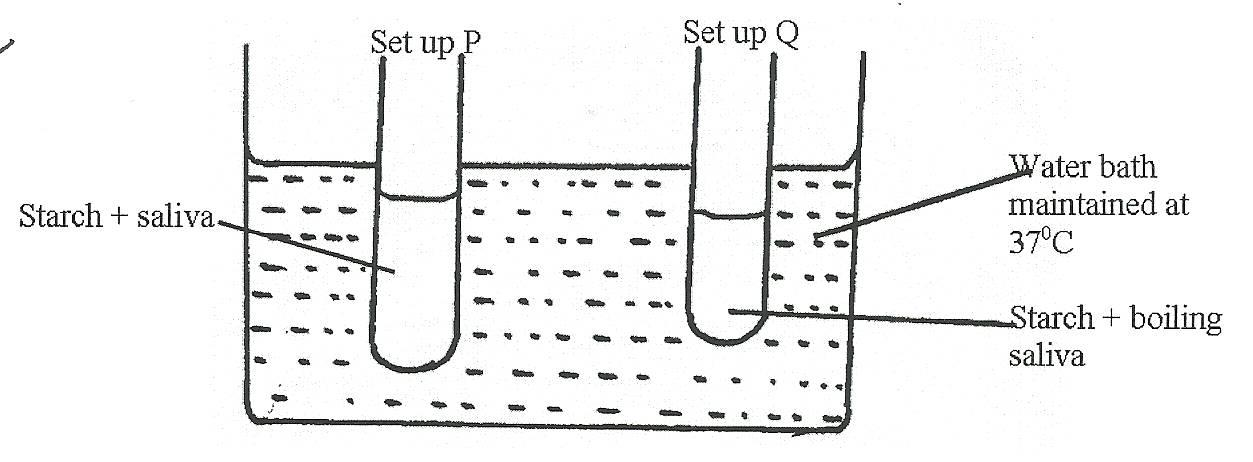 Set up P
Set up Q
Starch + saliva
Water bath
maintained at
37⁰C
Starch + boiling
saliva